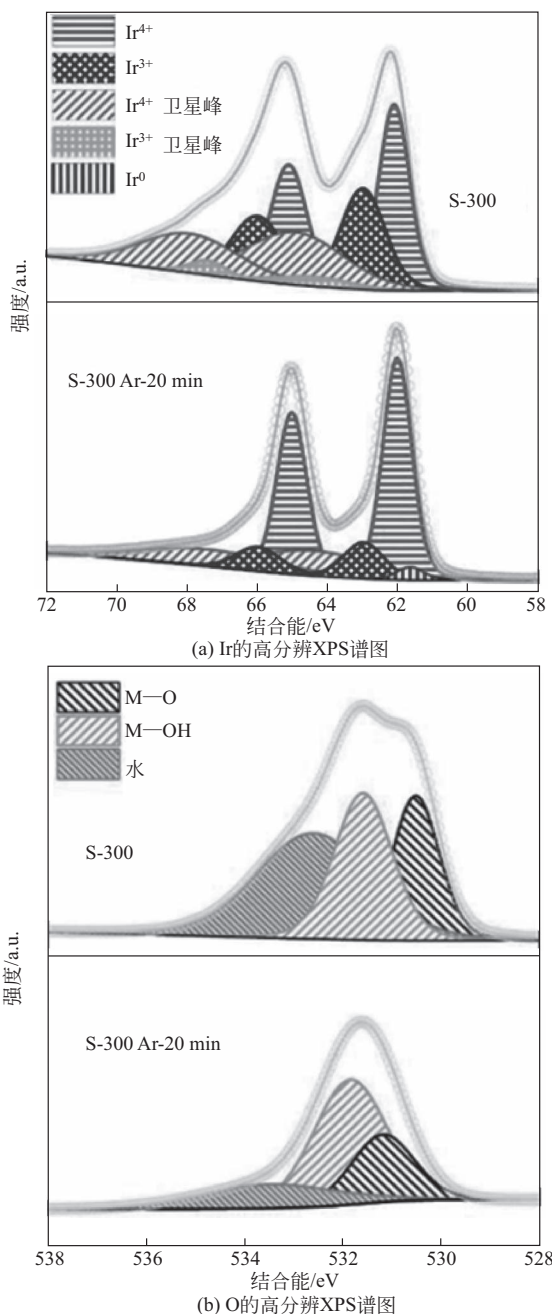 Ir⁴⁺
Ir³⁺
Ir⁴⁺ 卫星峰
Ir³⁺ 卫星峰
Ir⁰
S-300
强度/a.u.
S-300 Ar-20 min
72 70 68 66 64 62 60 58
结合能/eV
(a) Ir的高分辨XPS谱图
M—O
M—OH
水
S-300
强度/a.u.
S-300 Ar-20 min
538 536 534 532 530 528
结合能/eV
(b) O的高分辨XPS谱图